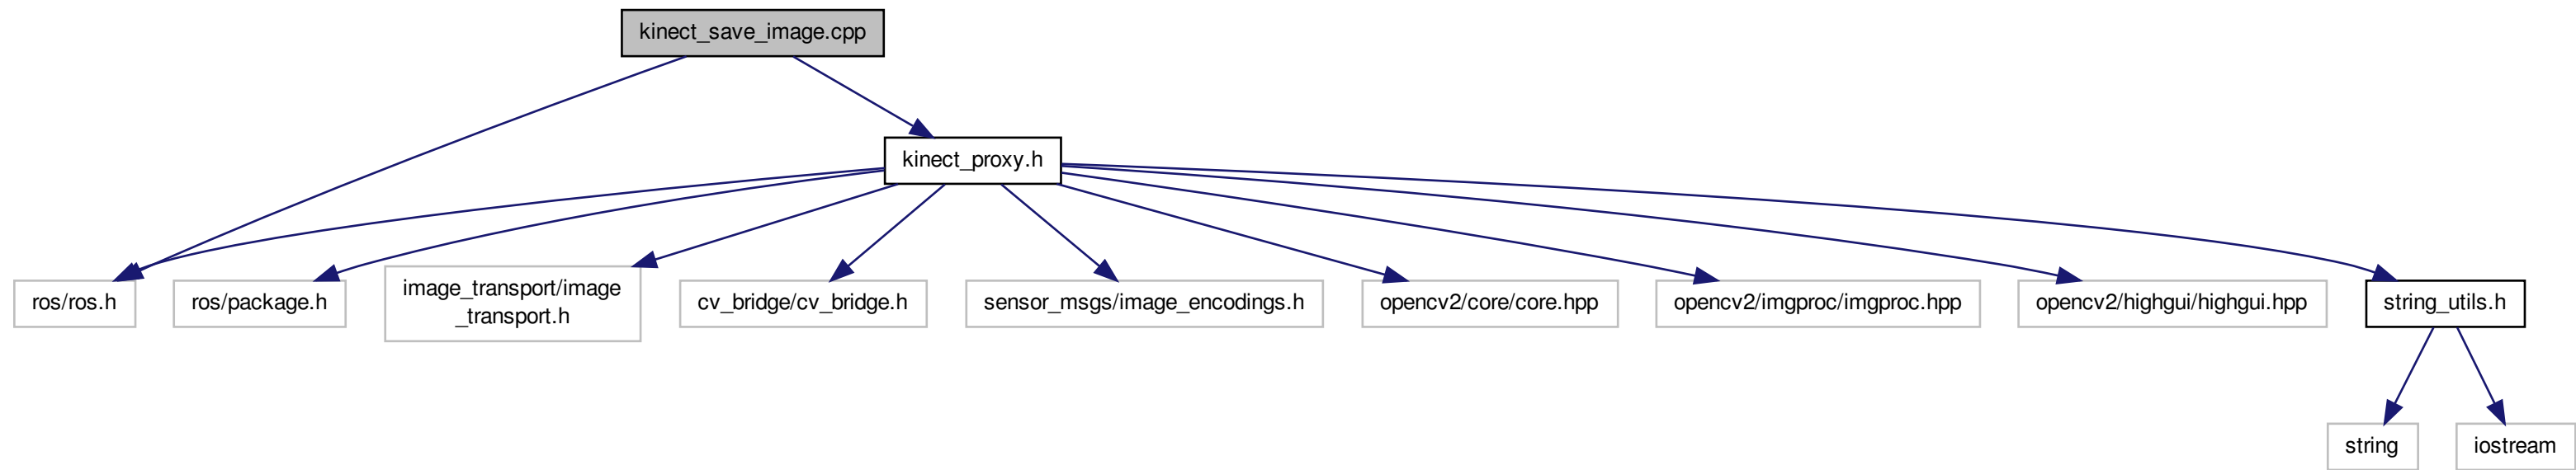 kinect_save_image.cpp
kinect_proxy.h
ros/ros.h
ros/package.h
image_transport/image
_transport.h
cv_bridge/cv_bridge.h
sensor_msgs/image_encodings.h
opencv2/core/core.hpp
opencv2/imgproc/imgproc.hpp
opencv2/highgui/highgui.hpp
string_utils.h
string
iostream